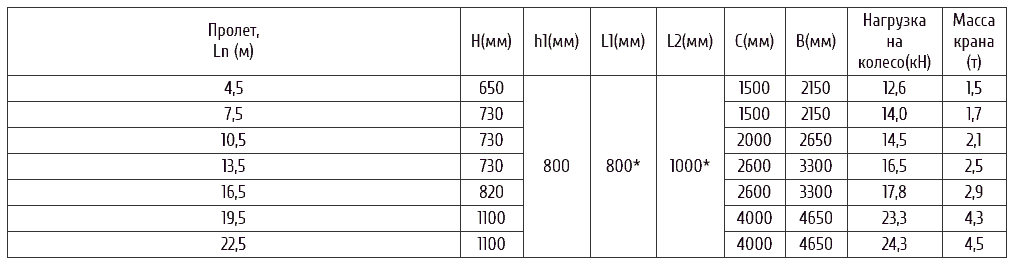 Пролет, Ln (м) H(мм) h1(мм) L1(мм) L2(мм) C(мм) B(мм) Нагрузка на колесо(кН) Масса крана (т)
4,5 650 800 800* 1000* 1500 2150 12,6 1,5
7,5 730 1500 2150 14,0 1,7
10,5 730 2000 2650 14,5 2,1
13,5 730 2600 3300 16,5 2,5
16,5 820 2600 3300 17,8 2,9
19,5 1100 4000 4650 23,3 4,3
22,5 1100 4000 4650 24,3 4,5